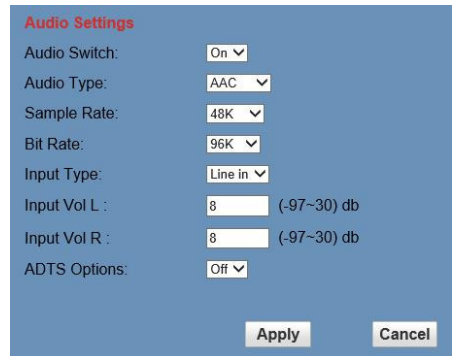 Audio Settings
Audio Switch: On
Audio Type: AAC
Sample Rate: 48K
Bit Rate: 96K
Input Type: Line in
Input Vol L : 8 (-97~30) db
Input Vol R : 8 (-97~30) db
ADTS Options: Off
Apply Cancel